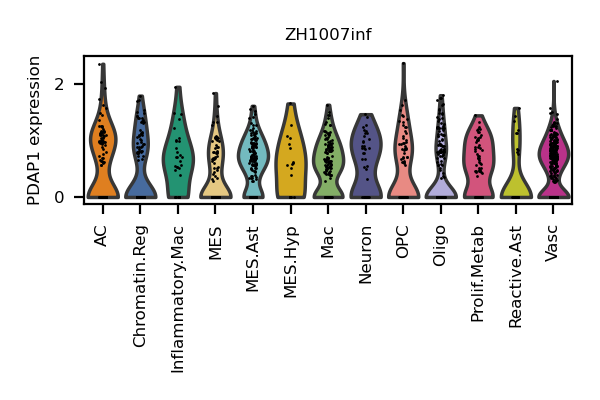 ZH1007inf
PDAP1 expression
2
0
AC
Chromatin.Reg
Inflammatory.Mac
MES
MES.Ast
MES.Hyp
Mac
Neuron
OPC
Oligo
Prolif.Metab
Reactive.Ast
Vasc